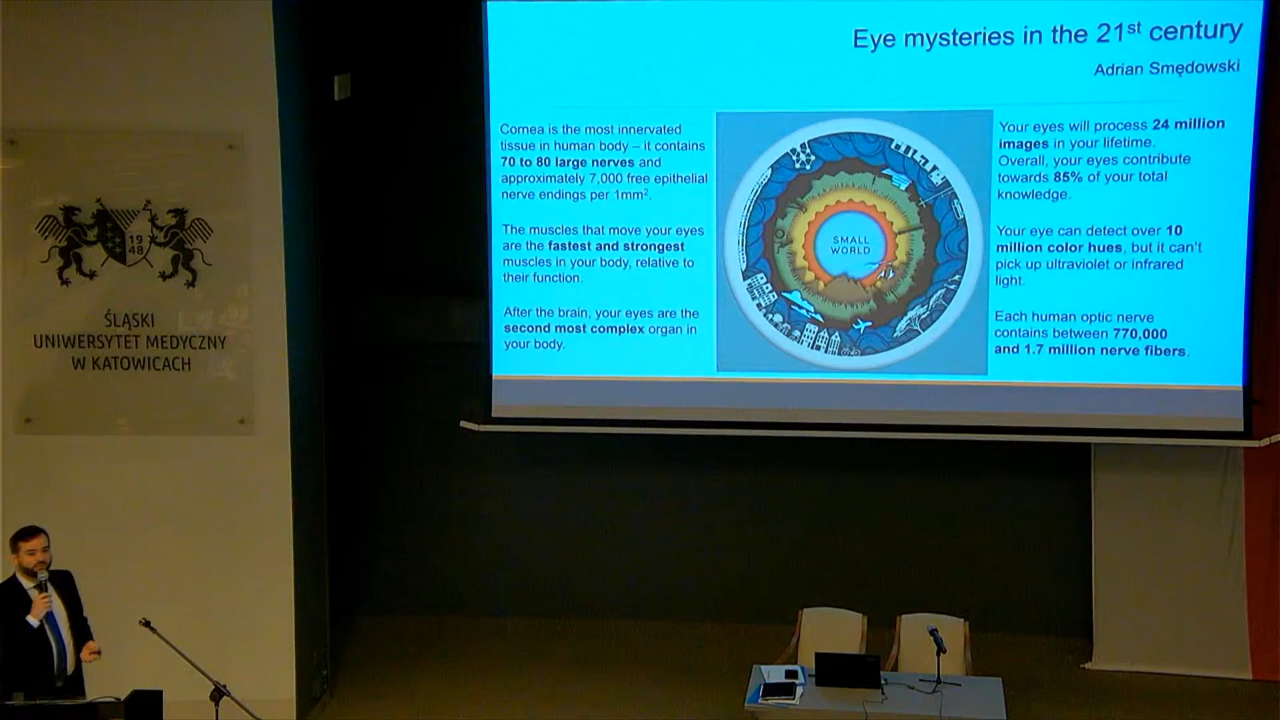 Eye mysteries in the 21st century
Adrian Smędowski
Cornea is the most innervated
tissue in human body – it contains
70 to 80 large nerves and
approximately 7,000 free epithelial
nerve endings per 1mm².
The muscles that move your eyes
are the fastest and strongest
muscles in your body, relative to
their function.
After the brain, your eyes are the
second most complex organ in
your body.
SMALL
WORLD
Your eyes will process 24 million
images in your lifetime.
Overall, your eyes contribute
towards 85% of your total
knowledge.
Your eye can detect over 10
million color hues, but it can't
pick up ultraviolet or infrared
light.
Each human optic nerve
contains between 770,000
and 1.7 million nerve fibers.
19
48
ŚLĄSKI
UNIWERSYTET MEDYCZNY
W KATOWICACH